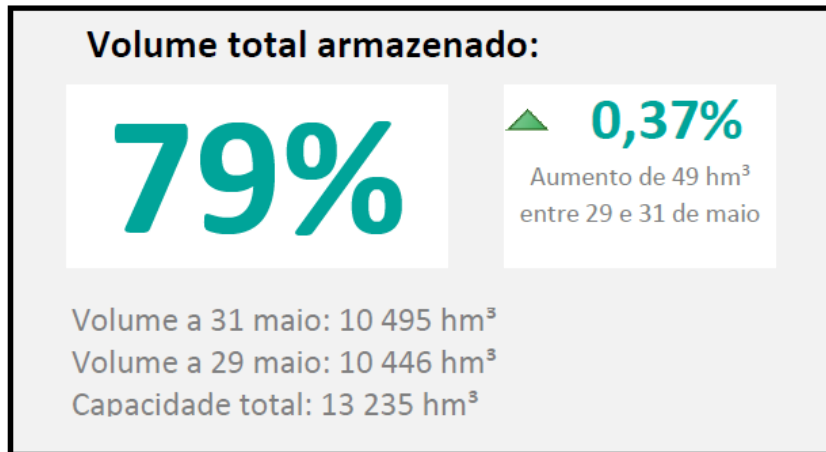 Volume total armazenado:
79%
0,37%
Aumento de 49 hm³
entre 29 e 31 de maio
Volume a 31 maio: 10 495 hm³
Volume a 29 maio: 10 446 hm³
Capacidade total: 13 235 hm³